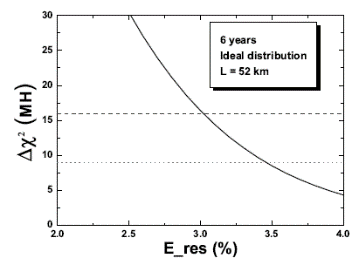 30
25
20
15
10
5
0
Δχ² (MH)
6 years
Ideal distribution
L = 52 km
2.0 2.5 3.0 3.5 4.0
E_res (%)